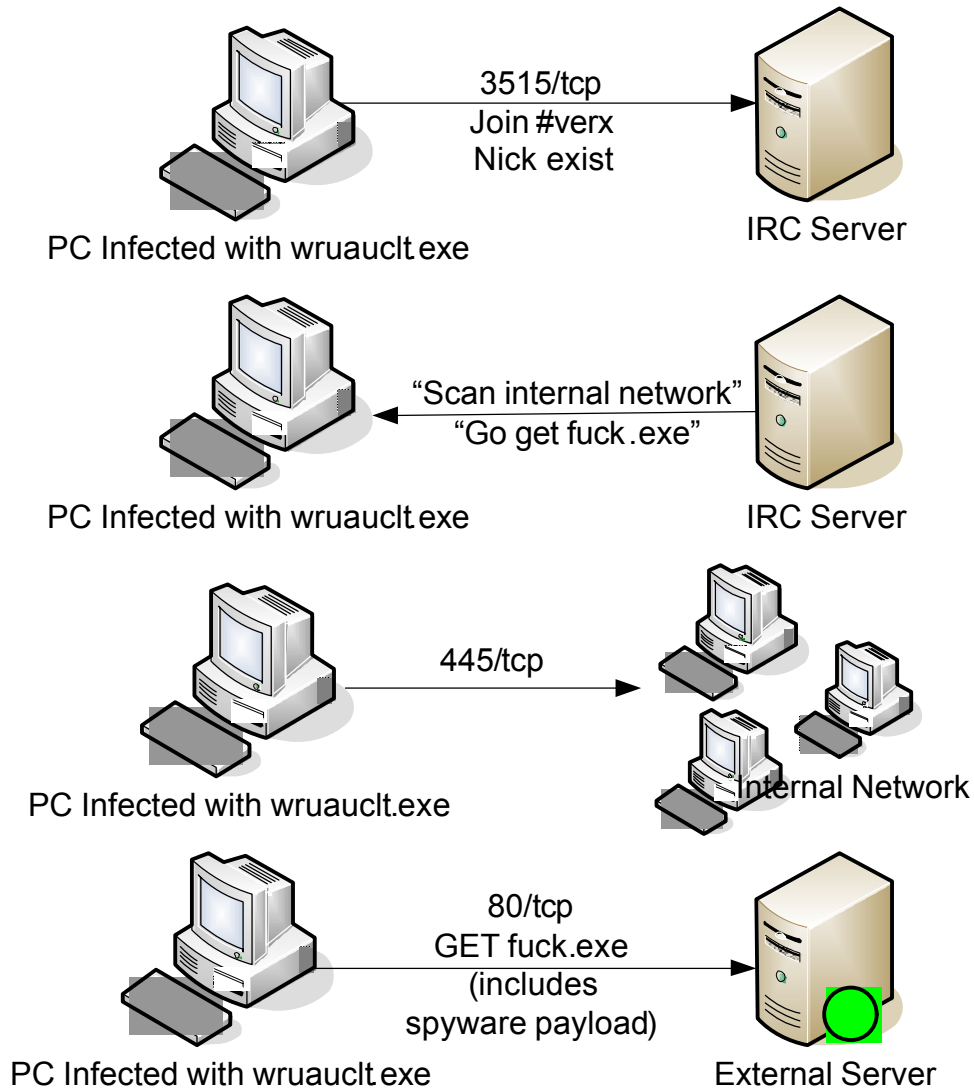 3515/tcp
Join #verx
Nick exist
PC Infected with wruauclt.exe
IRC Server
“Scan internal network”
“Go get fuck.exe”
PC Infected with wruauclt.exe
IRC Server
445/tcp
PC Infected with wruauclt.exe
Internal Network
80/tcp
GET fuck.exe
(includes
spyware payload)
PC Infected with wruauclt.exe
External Server